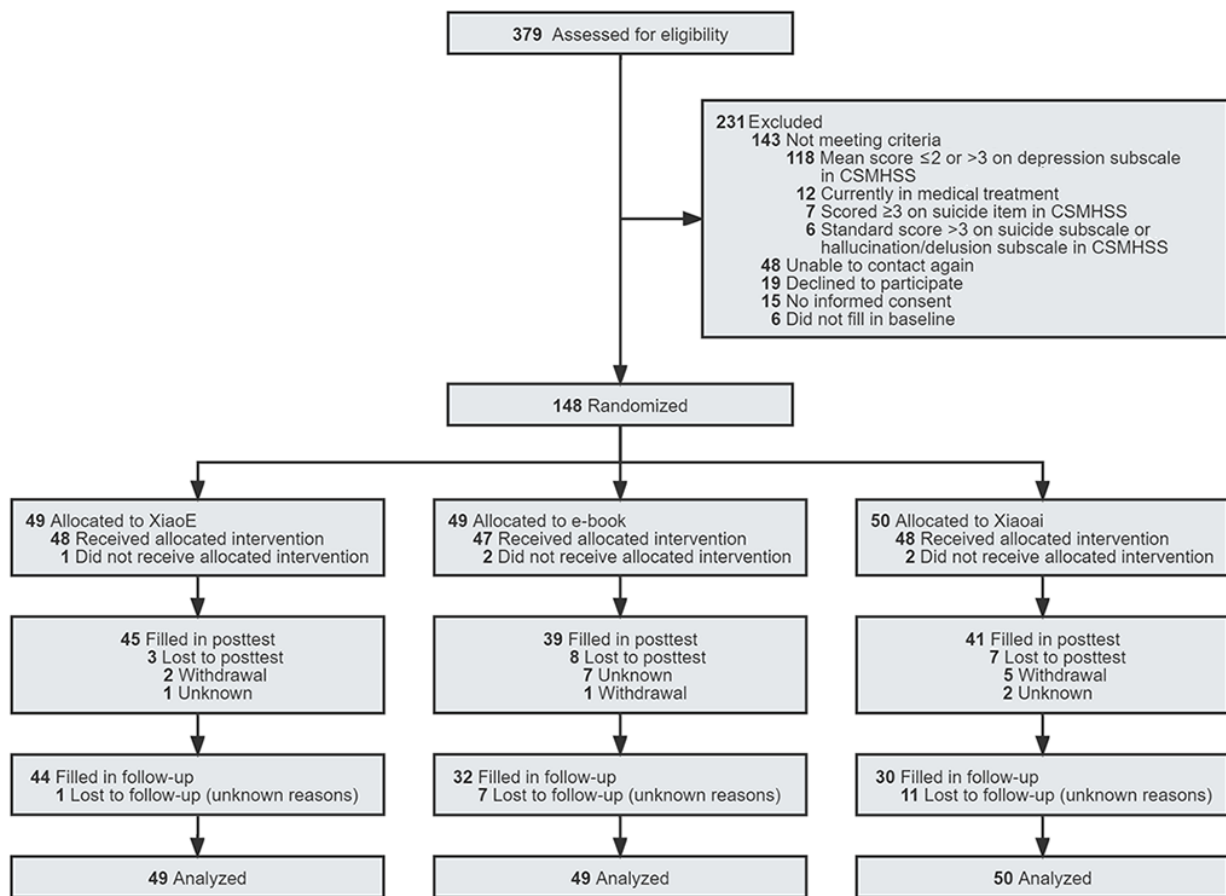 379 Assessed for eligibility
231 Excluded
143 Not meeting criteria
118 Mean score ≤2 or >3 on depression subscale
in CSMHSS
12 Currently in medical treatment
7 Scored ≥3 on suicide item in CSMHSS
6 Standard score >3 on suicide subscale or
hallucination/delusion subscale in CSMHSS
48 Unable to contact again
19 Declined to participate
15 No informed consent
6 Did not fill in baseline
148 Randomized
49 Allocated to XiaoE
48 Received allocated intervention
1 Did not receive allocated intervention
49 Allocated to e-book
47 Received allocated intervention
2 Did not receive allocated intervention
50 Allocated to Xiaoai
48 Received allocated intervention
2 Did not receive allocated intervention
45 Filled in posttest
3 Lost to posttest
2 Withdrawal
1 Unknown
39 Filled in posttest
8 Lost to posttest
7 Unknown
1 Withdrawal
41 Filled in posttest
7 Lost to posttest
5 Withdrawal
2 Unknown
44 Filled in follow-up
1 Lost to follow-up (unknown reasons)
32 Filled in follow-up
7 Lost to follow-up (unknown reasons)
30 Filled in follow-up
11 Lost to follow-up (unknown reasons)
49 Analyzed
49 Analyzed
50 Analyzed